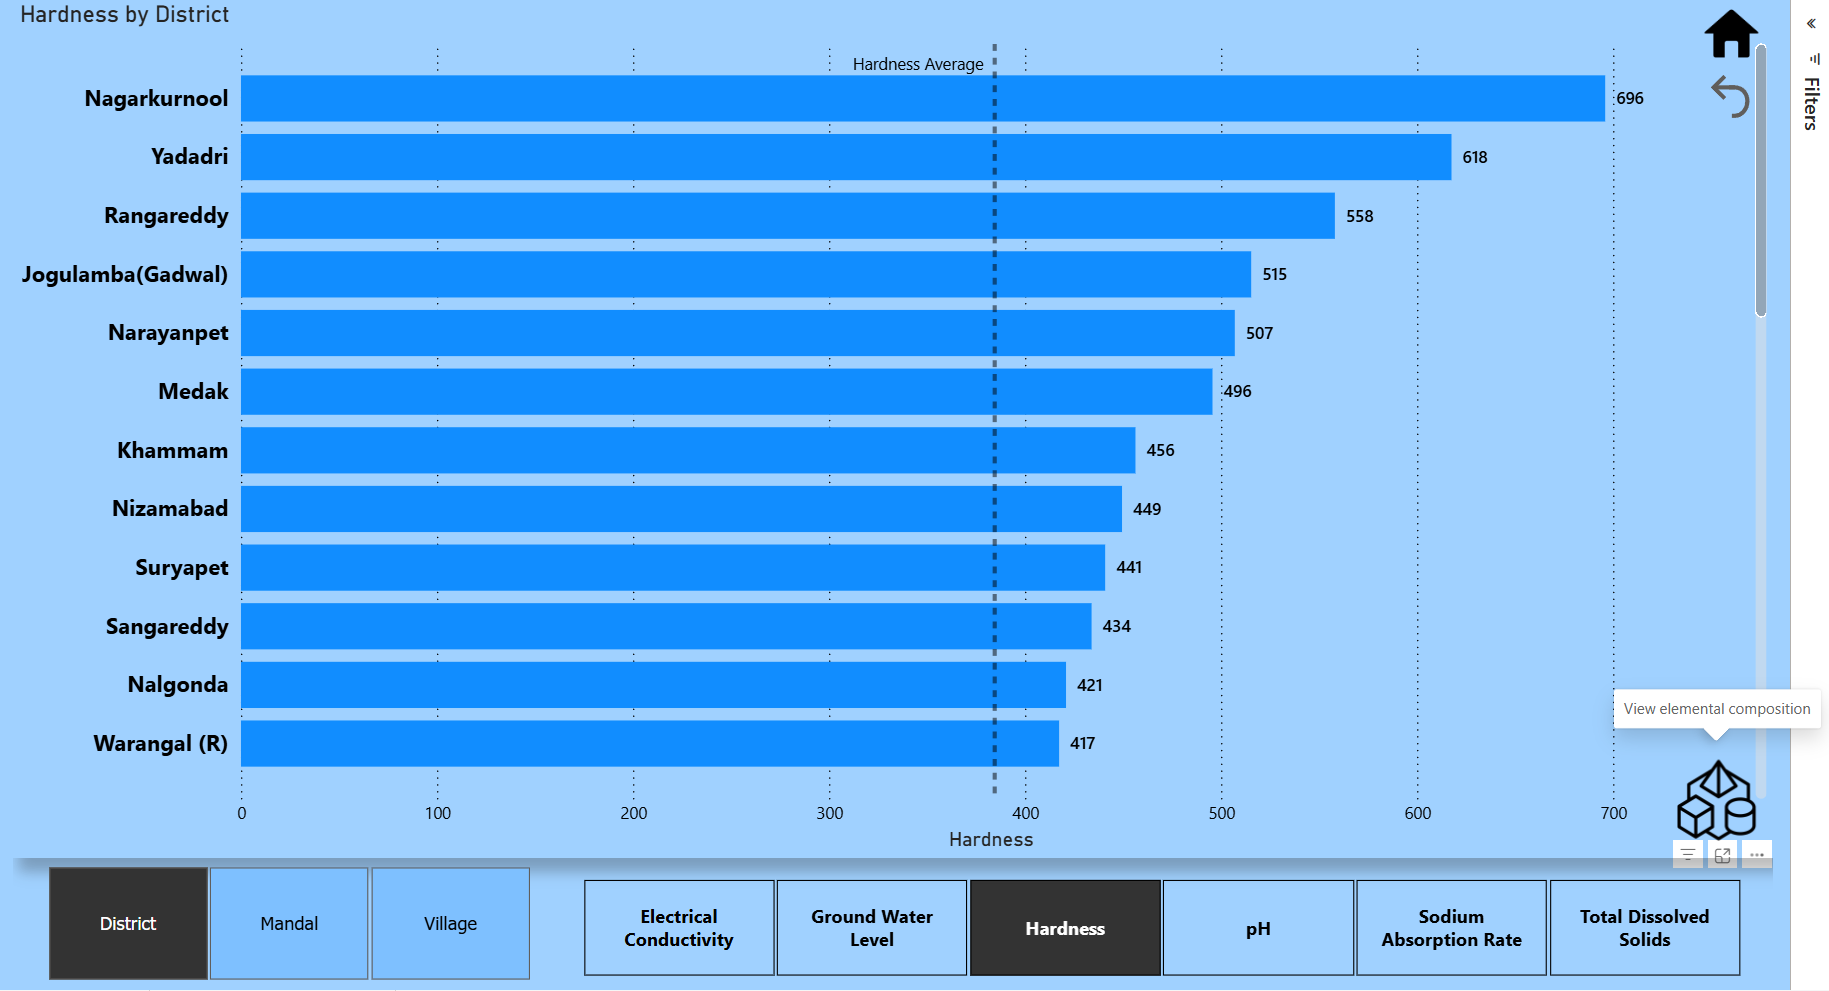 Hardness by District
Filters
Hardness Average
Nagarkurnool 696
Yadadri 618
Rangareddy 558
Jogulamba(Gadwal) 515
Narayanpet 507
Medak 496
Khammam 456
Nizamabad 449
Suryapet 441
Sangareddy 434
Nalgonda 421
Warangal (R) 417
View elemental composition
0 100 200 300 400 500 600 700
Hardness
District
Mandal
Village
Electrical
Conductivity
Ground Water
Level
Hardness
pH
Sodium
Absorption Rate
Total Dissolved
Solids